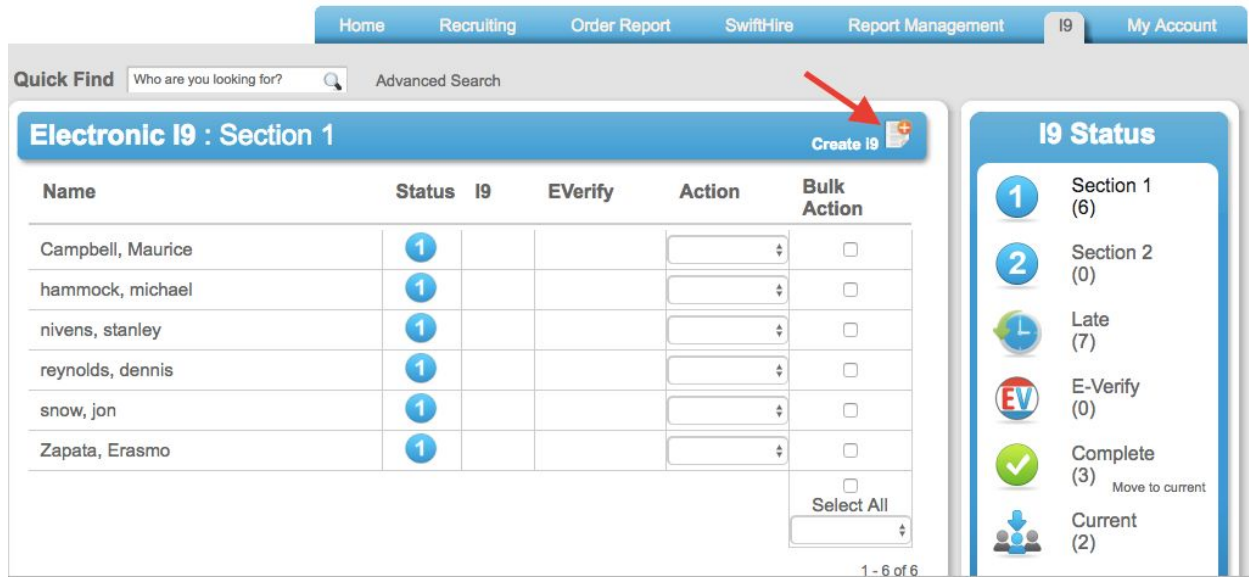 Home Recruiting Order Report SwiftHire Report Management I9 My Account
Quick Find Who are you looking for? Advanced Search
Electronic I9 : Section 1 Create I9
Name Status I9 EVerify Action Bulk Action
Campbell, Maurice 1
hammock, michael 1
nivens, stanley 1
reynolds, dennis 1
snow, jon 1
Zapata, Erasmo 1
Select All
1 - 6 of 6
I9 Status
1 Section 1
(6)
2 Section 2
(0)
Late
(7)
EV E-Verify
(0)
Complete
(3) Move to current
Current
(2)